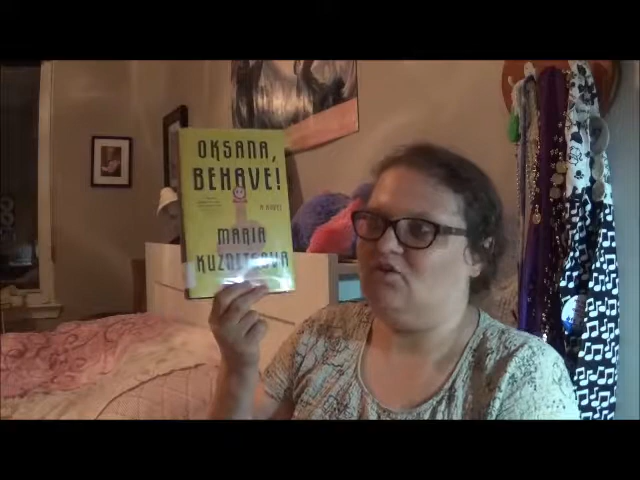 OKSANA,
BEHAVE!
A NOVEL
MARIA
KUZNETSOVA